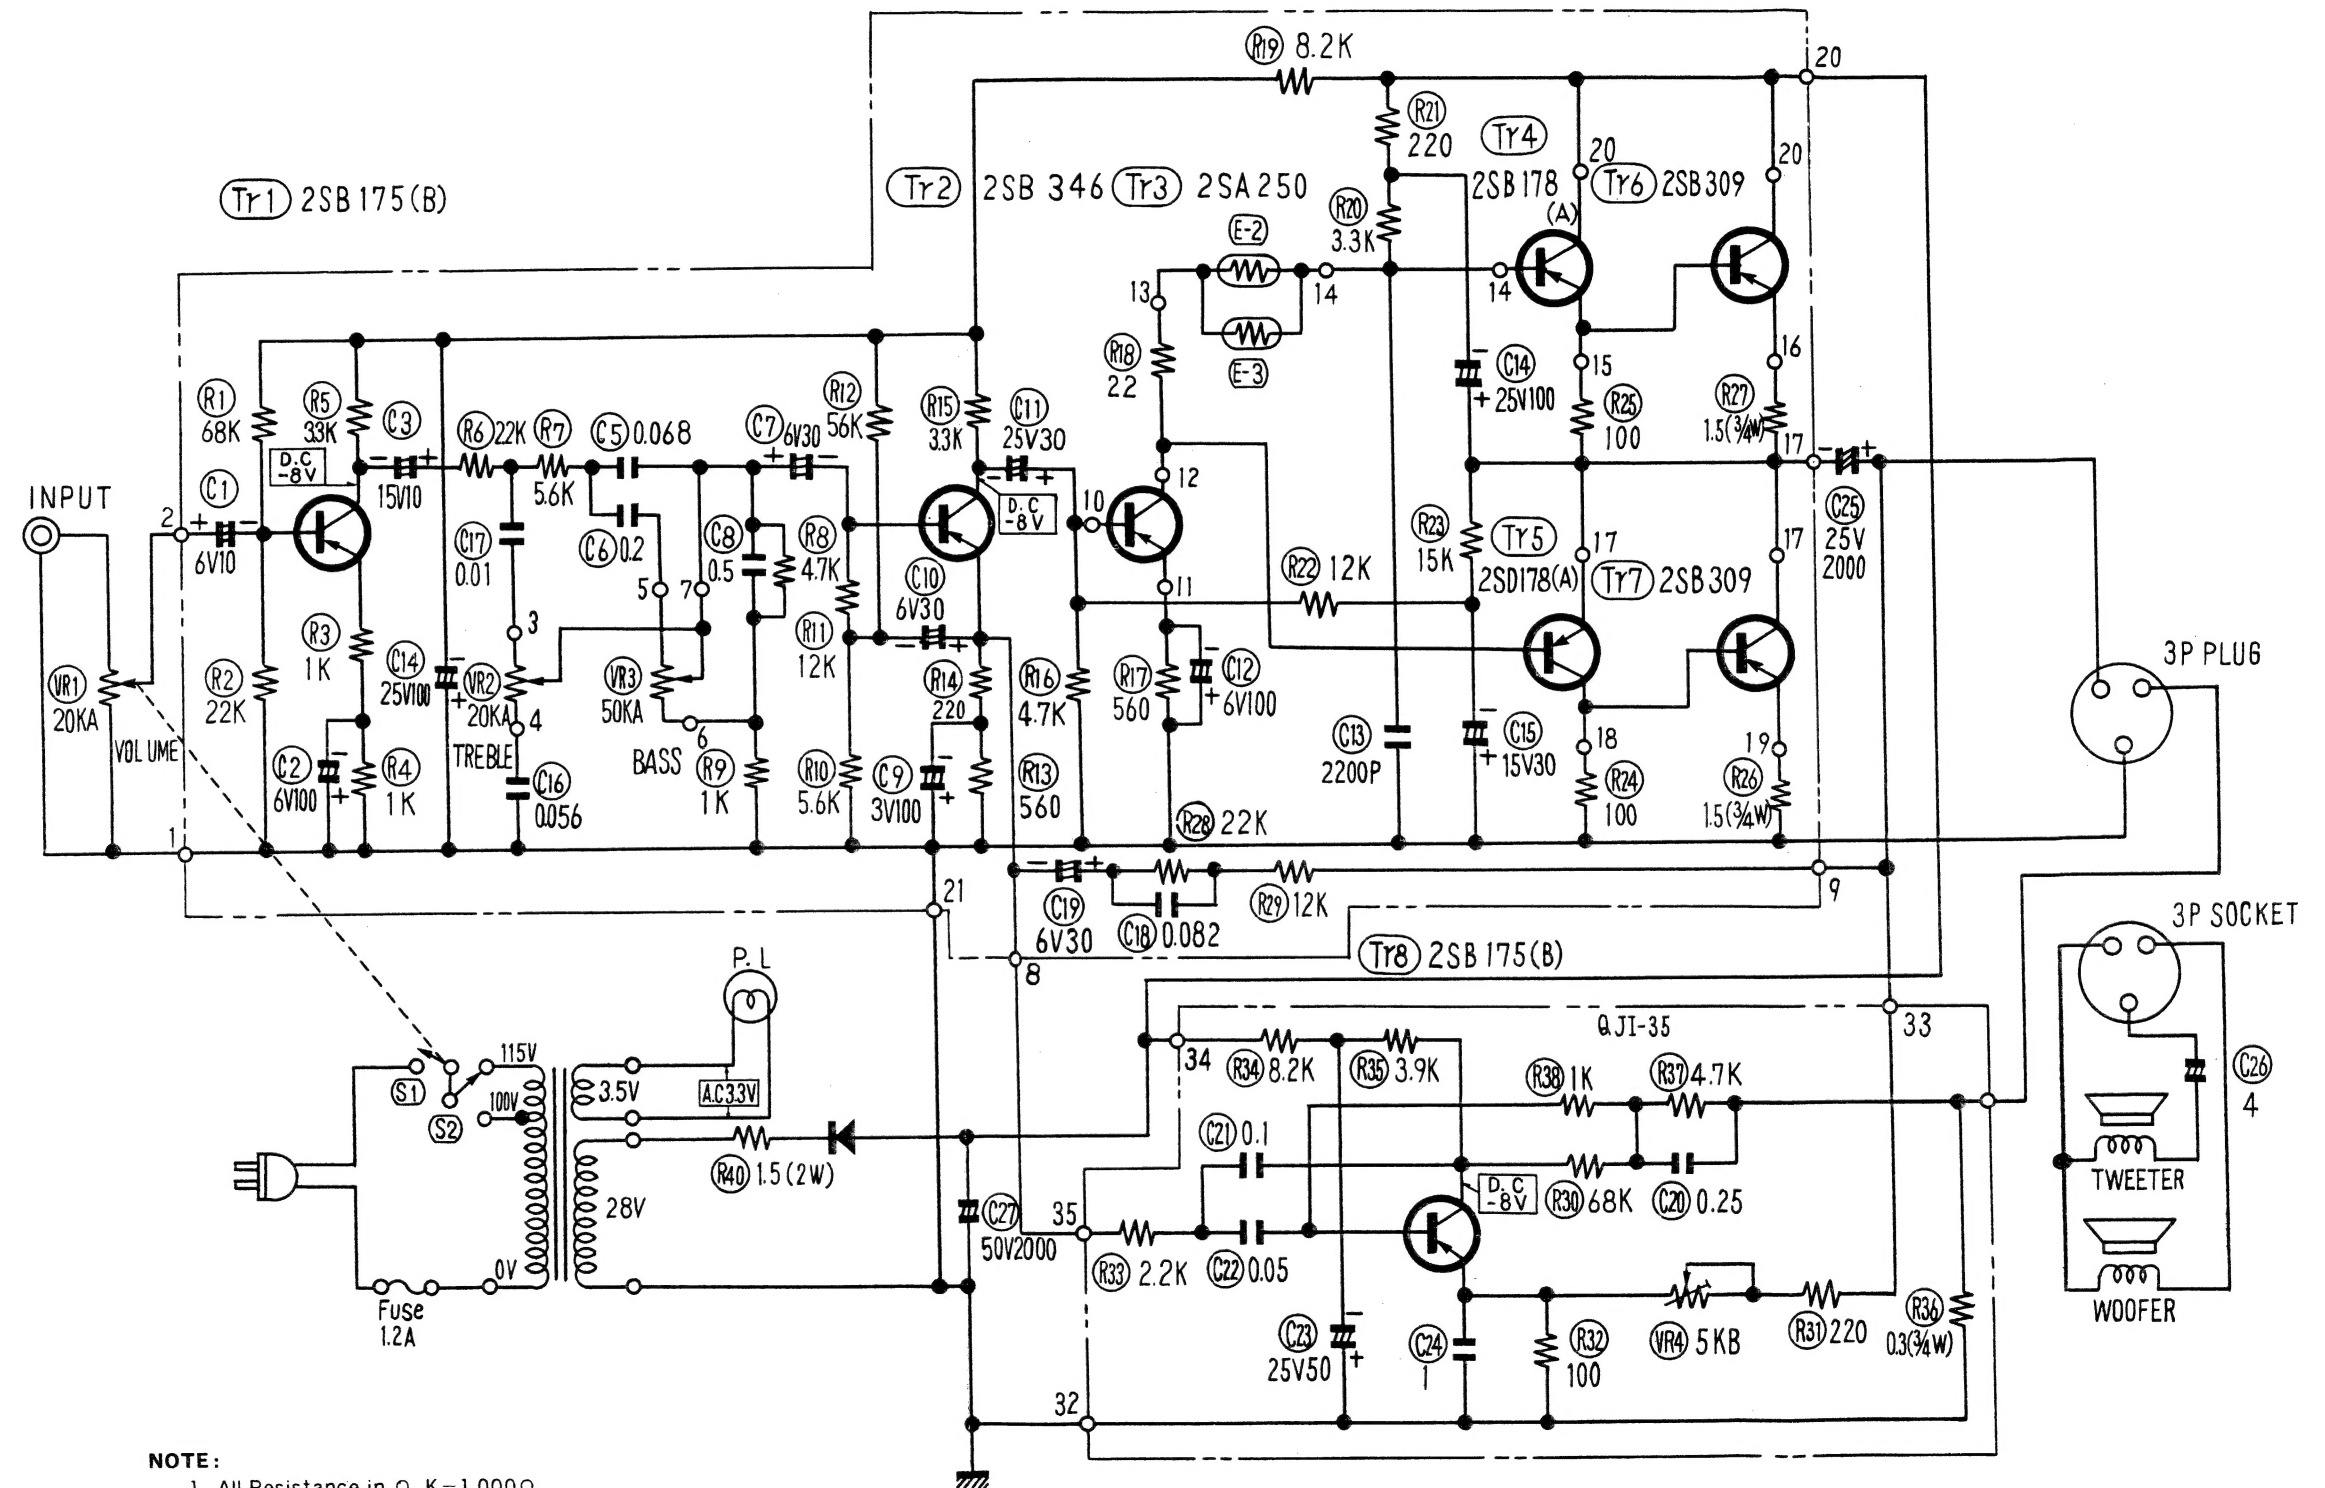 R19 8.2K
20
R21
220
Tr4
20
20
Tr1 2SB175(B)
Tr2 2SB346
Tr3 2SA250
2SB178
(A)
Tr6 2SB309
R20
3.3K
E-2
13
14
14
E-3
R18
22
15
16
R1
68K
R5
33K
C3
15V10
R6 22K
R7
5.6K
C5 0.068
C7 6V30
R12
56K
R15
33K
C11
25V30
C14
25V100
R25
100
R27
1.5(3/4W)
17
D.C
-8V
D.C
-8V
INPUT
C1
6V10
2
C17
0.01
C6 0.2
C8
0.5
R8
4.7K
10
12
R23
15K
Tr5
2SD178(A)
17
Tr7 2SB309
17
C25
25V
2000
5
7
C10
6V30
11
R22 12K
R3
1K
3
R11
12K
3P PLUG
VR1
20KA
VOLUME
R2
22K
C14
25V100
VR2
20KA
4
TREBLE
VR3
50KA
6
BASS
R14
220
R16
4.7K
R17
560
C12
6V100
C2
6V100
R4
1K
C16
0.056
R9
1K
R10
5.6K
C9
3V100
R13
560
C13
2200P
C15
15V30
18
R24
100
19
R26
1.5(3/4W)
1
R28 22K
21
C19
6V30
C18 0.082
R29 12K
9
8
Tr8 2SB175(B)
3P SOCKET
P.L
QJI-35
33
S1
S2
115V
100V
3.5V
A.C3.3V
34
R34 8.2K
R35 3.9K
R38 1K
R37 4.7K
C26
4
R40 1.5(2W)
C21 0.1
D.C
-8V
R30 68K
C20 0.25
TWEETER
28V
C27
50V2000
35
R33 2.2K
C22 0.05
0V
Fuse
1.2A
C23
25V50
C24
1
R32
100
VR4 5KB
R31 220
R36
0.3(3/4W)
WOOFER
32
NOTE:
1. All Resistance in Ω, K=1,000Ω